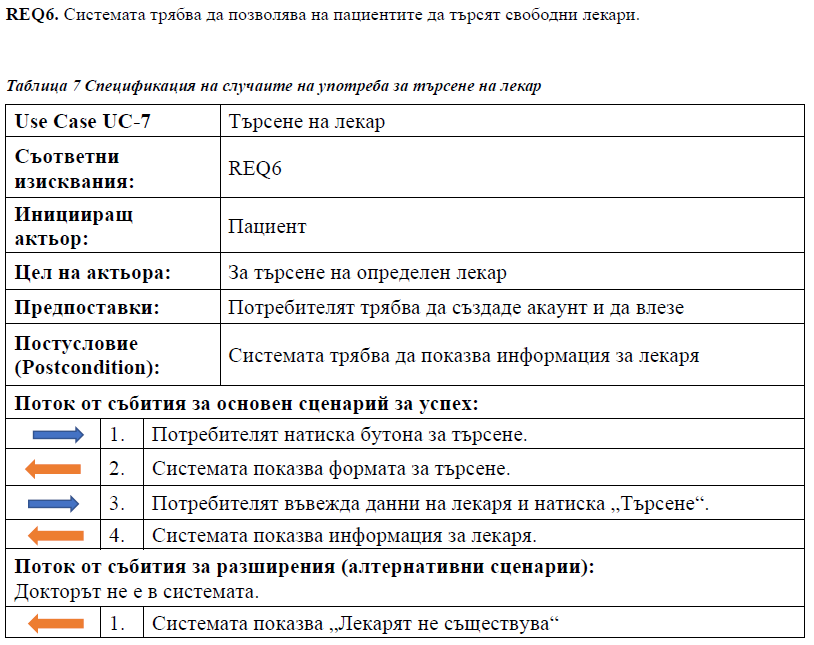 REQ6. Системата трябва да позволява на пациентите да търсят свободни лекари.
Таблица 7 Спецификация на случаите на употреба за търсене на лекар
Use Case UC-7 Търсене на лекар
Съответни
изисквания: REQ6
Иницииращ
актьор: Пациент
Цел на актьора: За търсене на определен лекар
Предпоставки: Потребителят трябва да създаде акаунт и да влезе
Постусловие
(Postcondition): Системата трябва да показва информация за лекаря
Поток от събития за основен сценарий за успех:
1. Потребителят натиска бутона за търсене.
2. Системата показва формата за търсене.
3. Потребителят въвежда данни на лекаря и натиска „Търсене“.
4. Системата показва информация за лекаря.
Поток от събития за разширения (алтернативни сценарии):
Докторът не е в системата.
1. Системата показва „Лекарят не съществува“